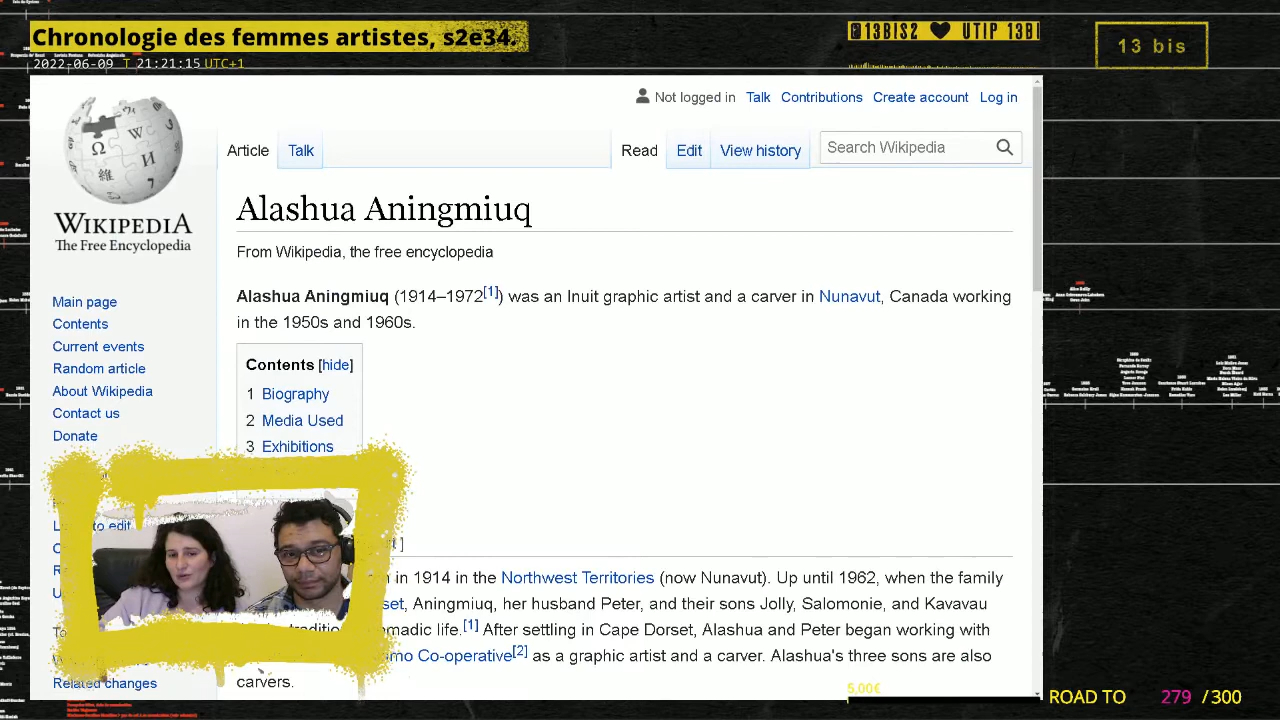 Chronologie des femmes artistes, s2e34.
2022-06-09 T 21:21:15 UTC+1
@13BIS2 ♥ UTIP 13B
13 bis
Not logged in Talk Contributions Create account Log in
Article Talk Read Edit View history Search Wikipedia
WIKIPEDIA
The Free Encyclopedia
Main page
Contents
Current events
Random article
About Wikipedia
Contact us
Donate
Alashua Aningmiuq
From Wikipedia, the free encyclopedia
Alashua Aningmiuq (1914–1972[1]) was an Inuit graphic artist and a carver in Nunavut, Canada working
in the 1950s and 1960s.
Contents [hide]
1 Biography
2 Media Used
3 Exhibitions
to edit
Related changes
]
in 1914 in the Northwest Territories (now Nunavut). Up until 1962, when the family
set, Aningmiuq, her husband Peter, and their sons Jolly, Salomonie, and Kavavau
madic life.[1] After settling in Cape Dorset, Alashua and Peter began working with
mo Co-operative[2] as a graphic artist and a carver. Alashua's three sons are also
carvers.
5,00€
ROAD TO 279 / 300